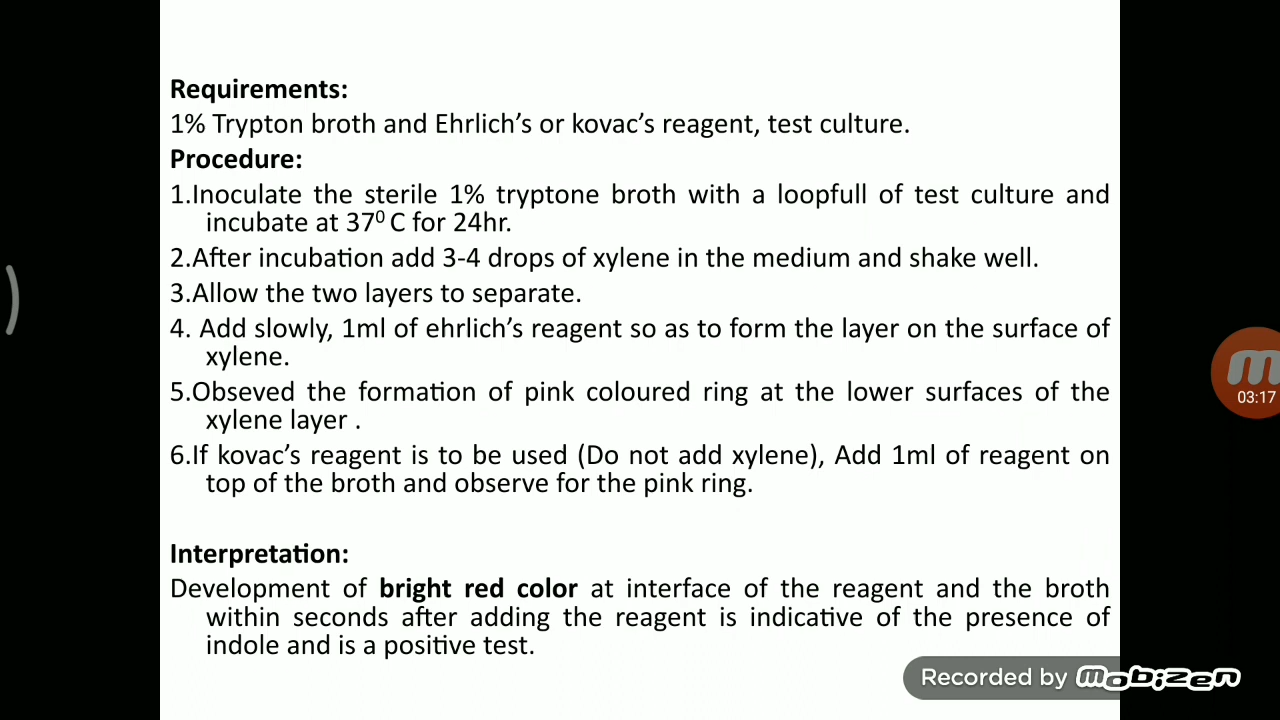 Requirements:
1% Trypton broth and Ehrlich's or kovac's reagent, test culture.
Procedure:
1.Inoculate the sterile 1% tryptone broth with a loopfull of test culture and
incubate at 37⁰ C for 24hr.
2.After incubation add 3-4 drops of xylene in the medium and shake well.
3.Allow the two layers to separate.
4. Add slowly, 1ml of ehrlich's reagent so as to form the layer on the surface of
xylene.
5.Obseved the formation of pink coloured ring at the lower surfaces of the
xylene layer .
6.If kovac's reagent is to be used (Do not add xylene), Add 1ml of reagent on
top of the broth and observe for the pink ring.
Interpretation:
Development of bright red color at interface of the reagent and the broth
within seconds after adding the reagent is indicative of the presence of
indole and is a positive test.
03:17
Recorded by mobizen